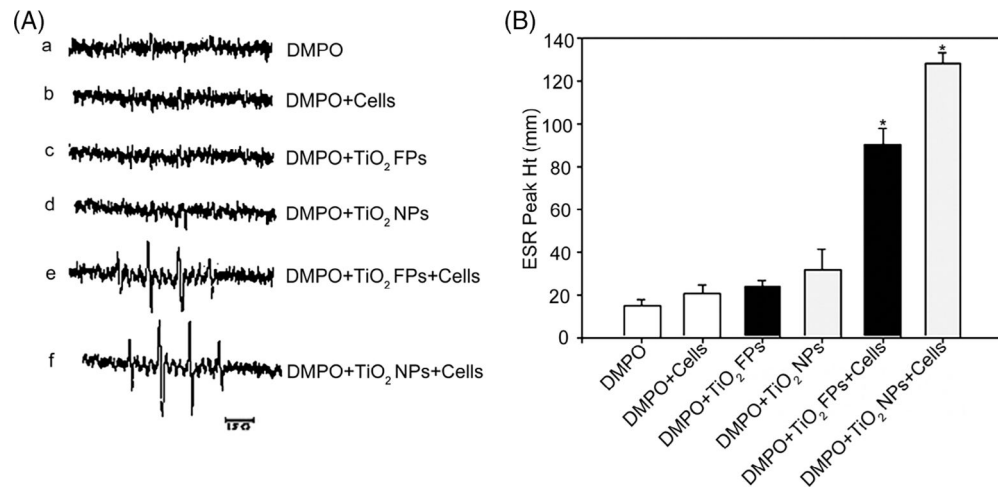 (A)
a DMPO
b DMPO+Cells
c DMPO+TiO₂ FPs
d DMPO+TiO₂ NPs
e DMPO+TiO₂ FPs+Cells
f DMPO+TiO₂ NPs+Cells
15G
(B)
ESR Peak Ht (mm)
140
120
100
80
60
40
20
0
*
*
DMPO
DMPO+Cells
DMPO+TiO₂ FPs
DMPO+TiO₂ NPs
DMPO+TiO₂ FPs+Cells
DMPO+TiO₂ NPs+Cells